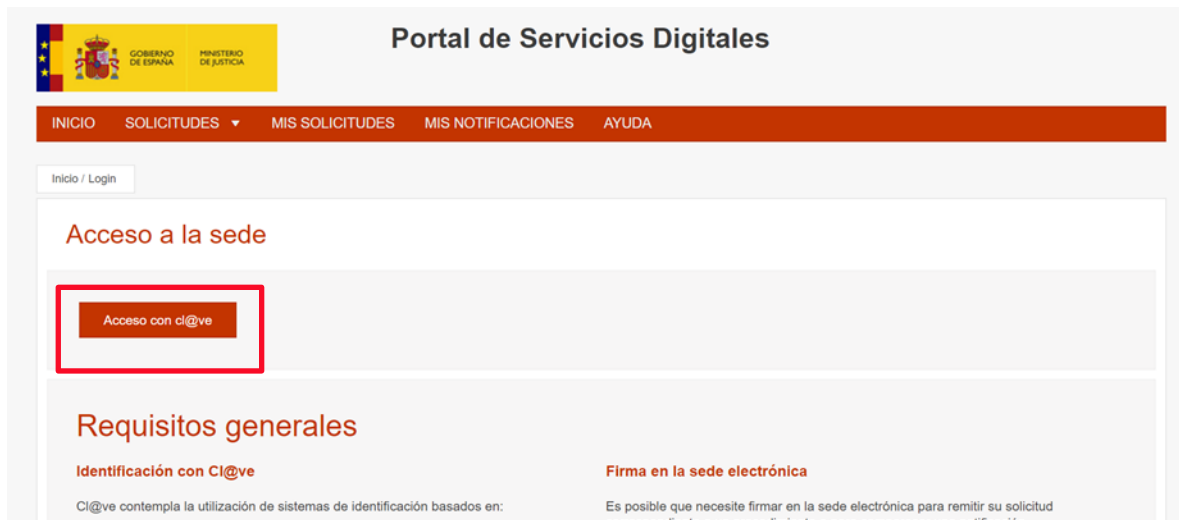 GOBIERNO
DE ESPAÑA
MINISTERIO
DE JUSTICIA
Portal de Servicios Digitales
INICIO SOLICITUDES MIS SOLICITUDES MIS NOTIFICACIONES AYUDA
Inicio / Login
Acceso a la sede
Acceso con cl@ve
Requisitos generales
Identificación con Cl@ve
Cl@ve contempla la utilización de sistemas de identificación basados en:
Firma en la sede electrónica
Es posible que necesite firmar en la sede electrónica para remitir su solicitud